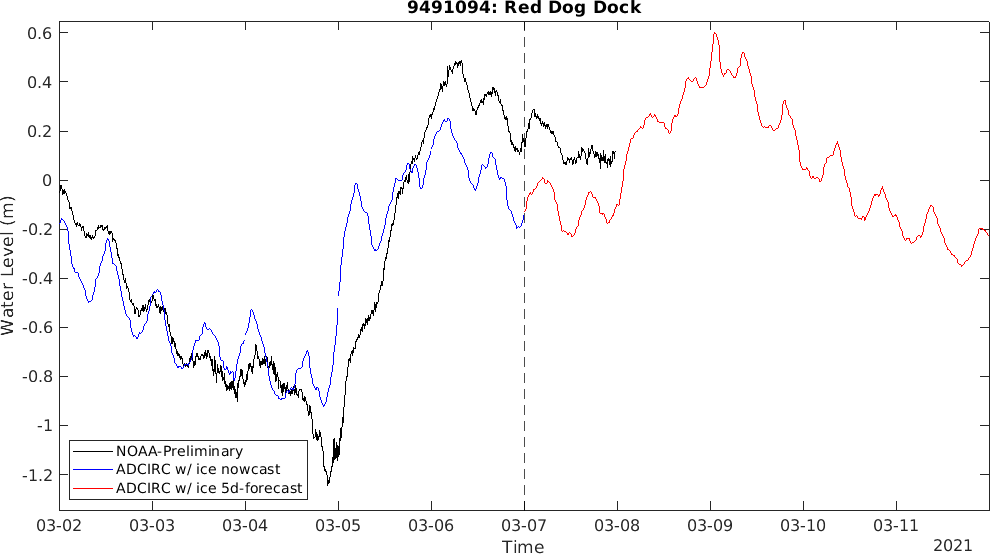 9491094: Red Dog Dock
0.6
0.4
0.2
0
-0.2
-0.4
-0.6
-0.8
-1
-1.2
Water Level (m)
NOAA-Preliminary
ADCIRC w/ ice nowcast
ADCIRC w/ ice 5d-forecast
03-02 03-03 03-04 03-05 03-06 03-07 03-08 03-09 03-10 03-11
Time
2021